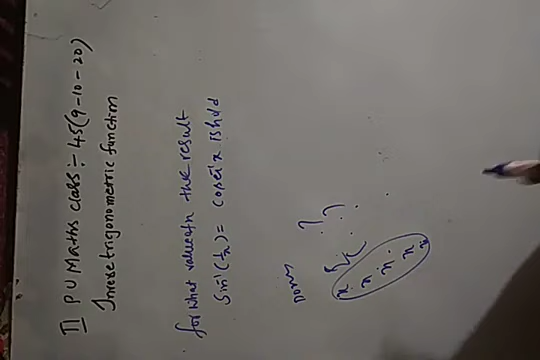 II PU Maths class:- 45(9-10-20)
Inverse trigonometric function
for what value of x the result
Sin⁻¹(1/x) = cosec⁻¹x is hold
x x x x x